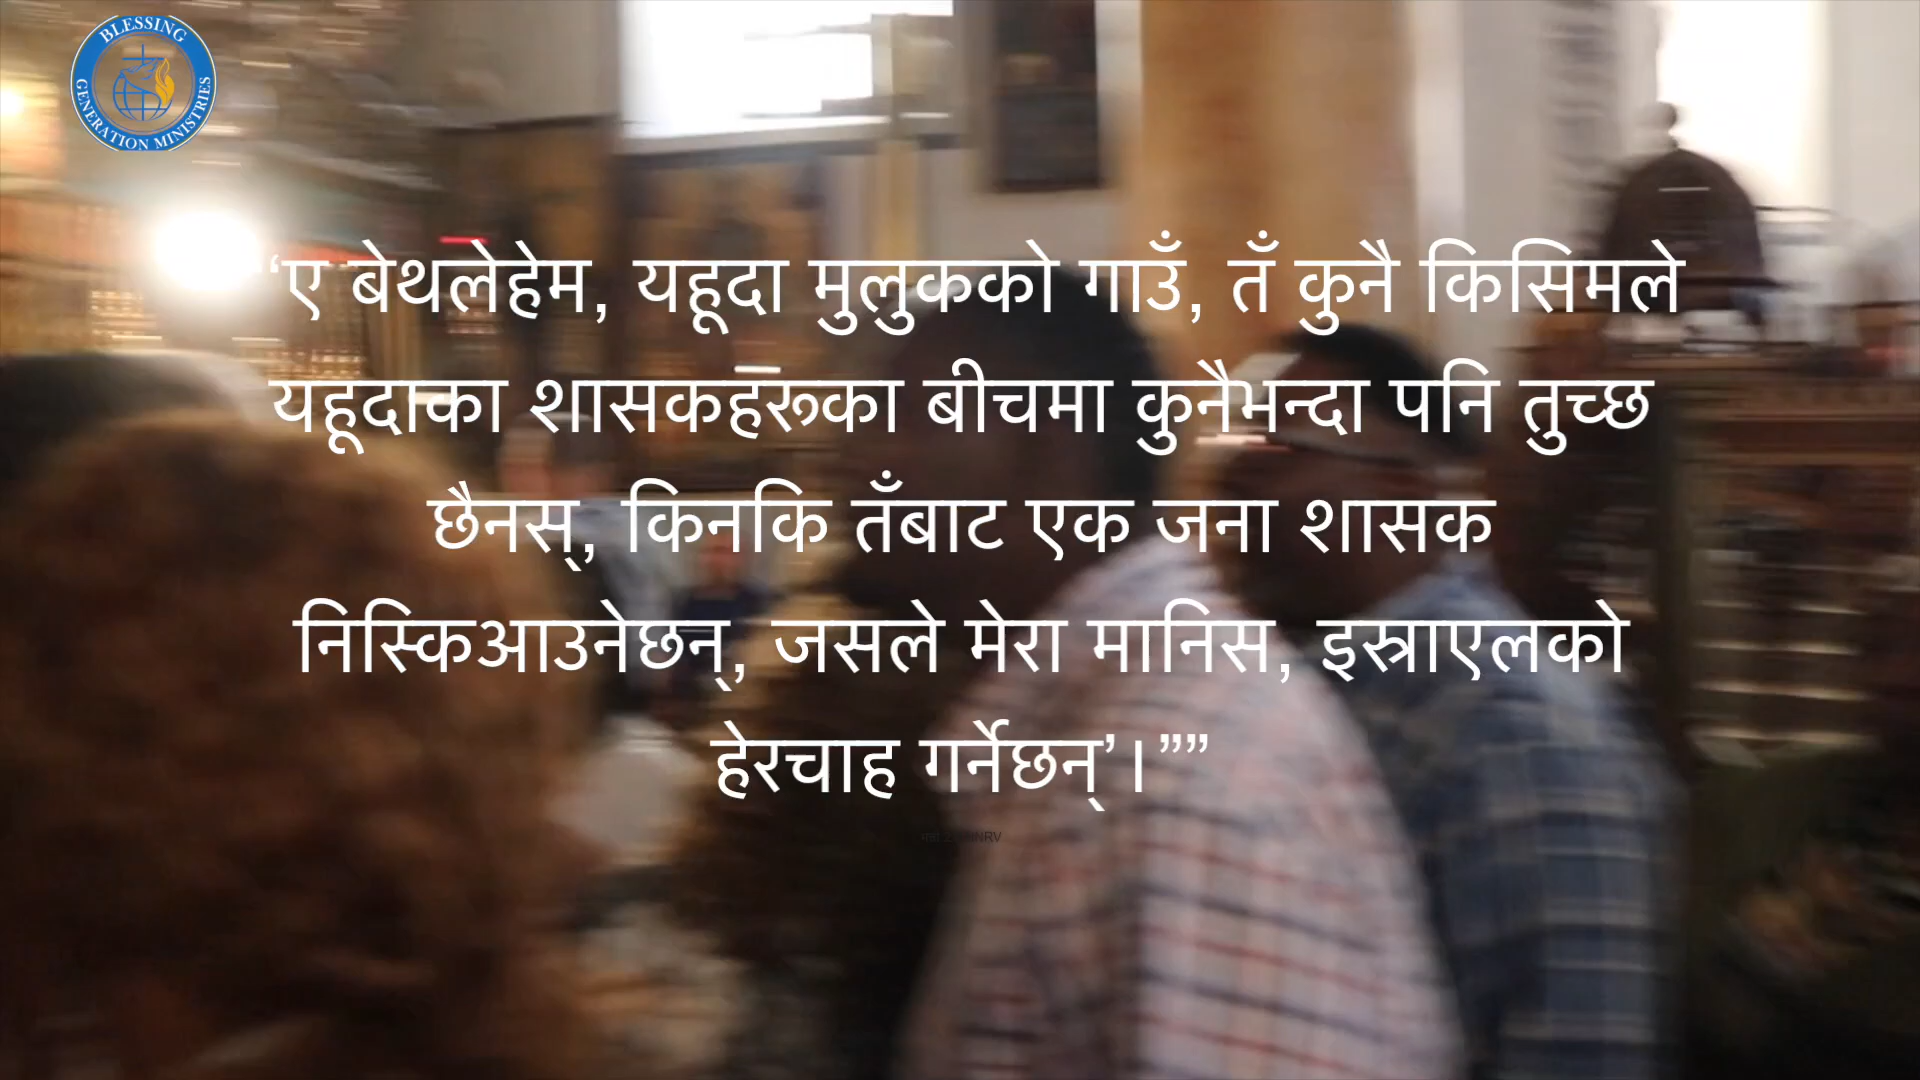 BLESSING
GENERATION MINISTRIES
“‘ए बेथलेहेम, यहूदा मुलुकको गाउँ, तँ कुनै किसिमले
यहूदाका शासकहरूका बीचमा कुनैभन्दा पनि तुच्छ
छैनस्, किनकि तँबाट एक जना शासक
निस्किआउनेछन्, जसले मेरा मानिस, इस्राएलको
हेरचाह गर्नेछन्’।””
NNRV